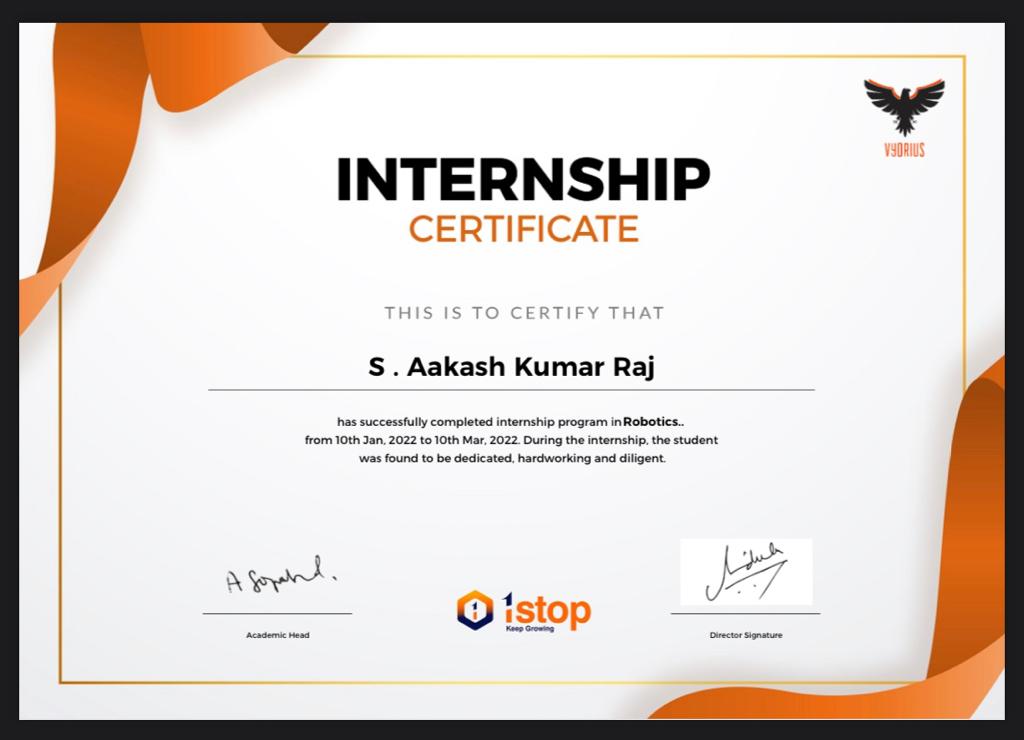 VYORIUS
INTERNSHIP
CERTIFICATE
THIS IS TO CERTIFY THAT
S . Aakash Kumar Raj
has successfully completed internship program in Robotics..
from 10th Jan, 2022 to 10th Mar, 2022. During the internship, the student
was found to be dedicated, hardworking and diligent.
1stop
Keep Growing
Academic Head
Director Signature